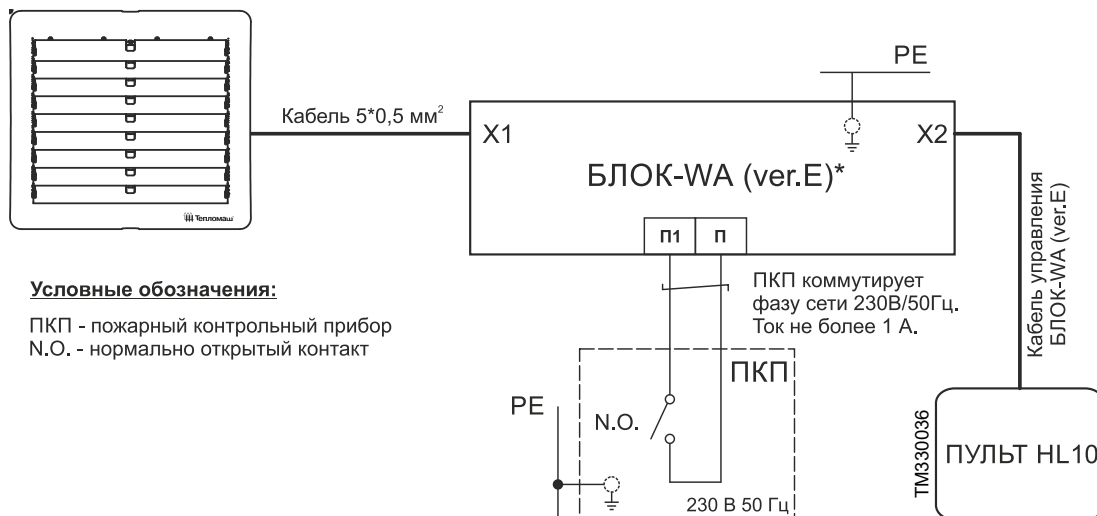 Тепломаш
Кабель 5*0,5 мм²
PE
X1
X2
БЛОК-WA (ver.E)*
П1
П
Кабель управления
БЛОК-WA (ver.E)
Условные обозначения:
ПКП - пожарный контрольный прибор
N.O. - нормально открытый контакт
ПКП коммутирует
фазу сети 230В/50Гц.
Ток не более 1 А.
ПКП
PE
N.O.
230 В 50 Гц
TM330036
ПУЛЬТ HL10